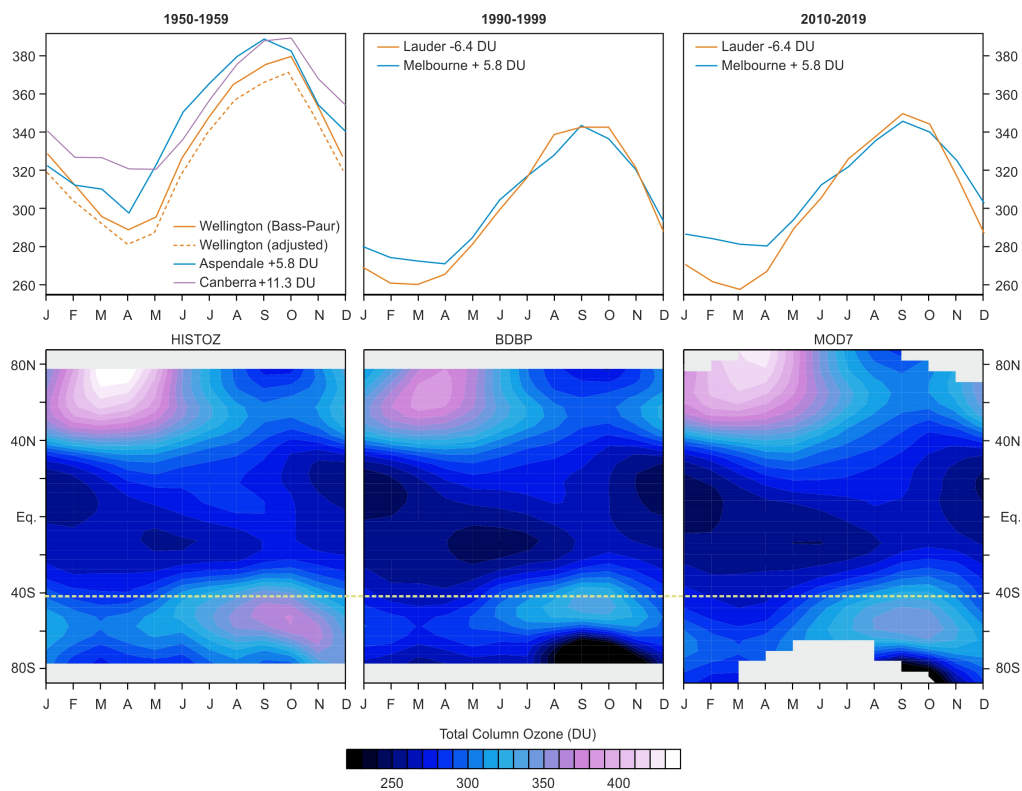 1950-1959
1990-1999
2010-2019
380
360
340
320
300
280
260
Wellington (Bass-Paur)
Wellington (adjusted)
Aspendale +5.8 DU
Canberra+11.3 DU
J F M A M J J A S O N D
Lauder -6.4 DU
Melbourne + 5.8 DU
J F M A M J J A S O N D
Lauder -6.4 DU
Melbourne + 5.8 DU
380
360
340
320
300
280
260
J F M A M J J A S O N D
HISTOZ
BDBP
MOD7
80N
40N
Eq.
40S
80S
80N
40N
Eq.
40S
80S
J F M A M J J A S O N D
J F M A M J J A S O N D
J F M A M J J A S O N D
Total Column Ozone (DU)
250 300 350 400